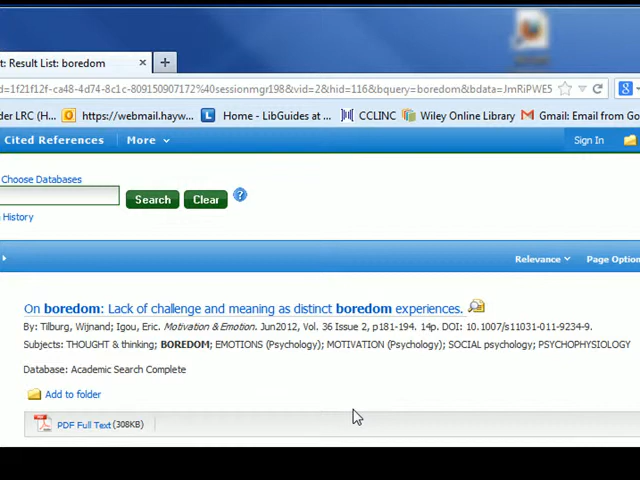 t: Result List: boredom
id=1f21f12f-ca48-4d74-8c1c-809150907172%40sessionmgr198&vid=2&hid=116&bquery=boredom&bdata=JmRiPWE5
der LRC (H... https://webmail.hayw... Home - LibGuides at ... CCLINC Wiley Online Library Gmail: Email from Go
Cited References More Sign In
Choose Databases
Search Clear ?
History
Relevance Page Option
On boredom: Lack of challenge and meaning as distinct boredom experiences.
By: Tilburg, Wijnand; Igou, Eric. Motivation & Emotion. Jun2012, Vol. 36 Issue 2, p181-194. 14p. DOI: 10.1007/s11031-011-9234-9.
Subjects: THOUGHT & thinking; BOREDOM; EMOTIONS (Psychology); MOTIVATION (Psychology); SOCIAL psychology; PSYCHOPHYSIOLOGY
Database: Academic Search Complete
Add to folder
PDF Full Text (308KB)